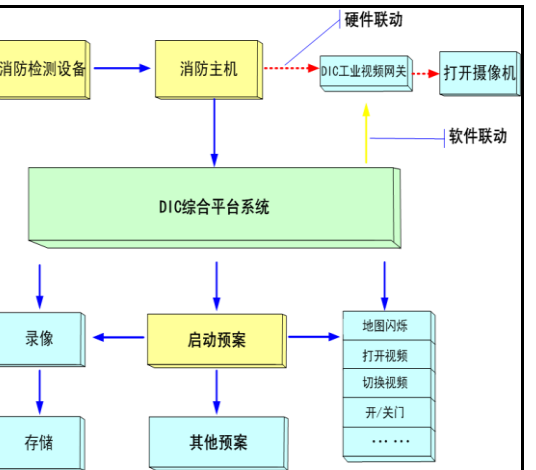 硬件联动
消防检测设备
消防主机
DIC工业视频网关
打开摄像机
软件联动
DIC综合平台系统
录像
启动预案
地图闪烁
打开视频
切换视频
开/关门
... ...
存储
其他预案